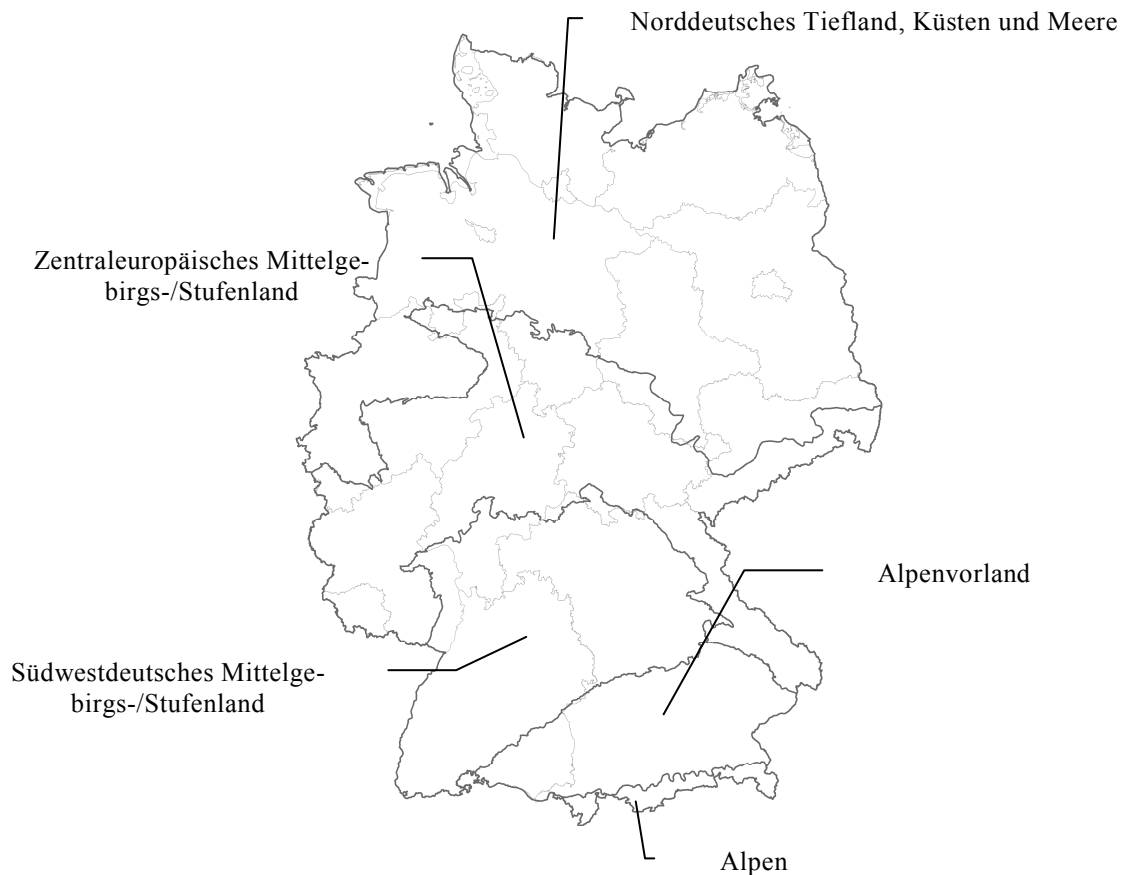 Norddeutsches Tiefland, Küsten und Meere
Zentraleuropäisches Mittelge-
birgs-/Stufenland
Alpenvorland
Südwestdeutsches Mittelge-
birgs-/Stufenland
Alpen